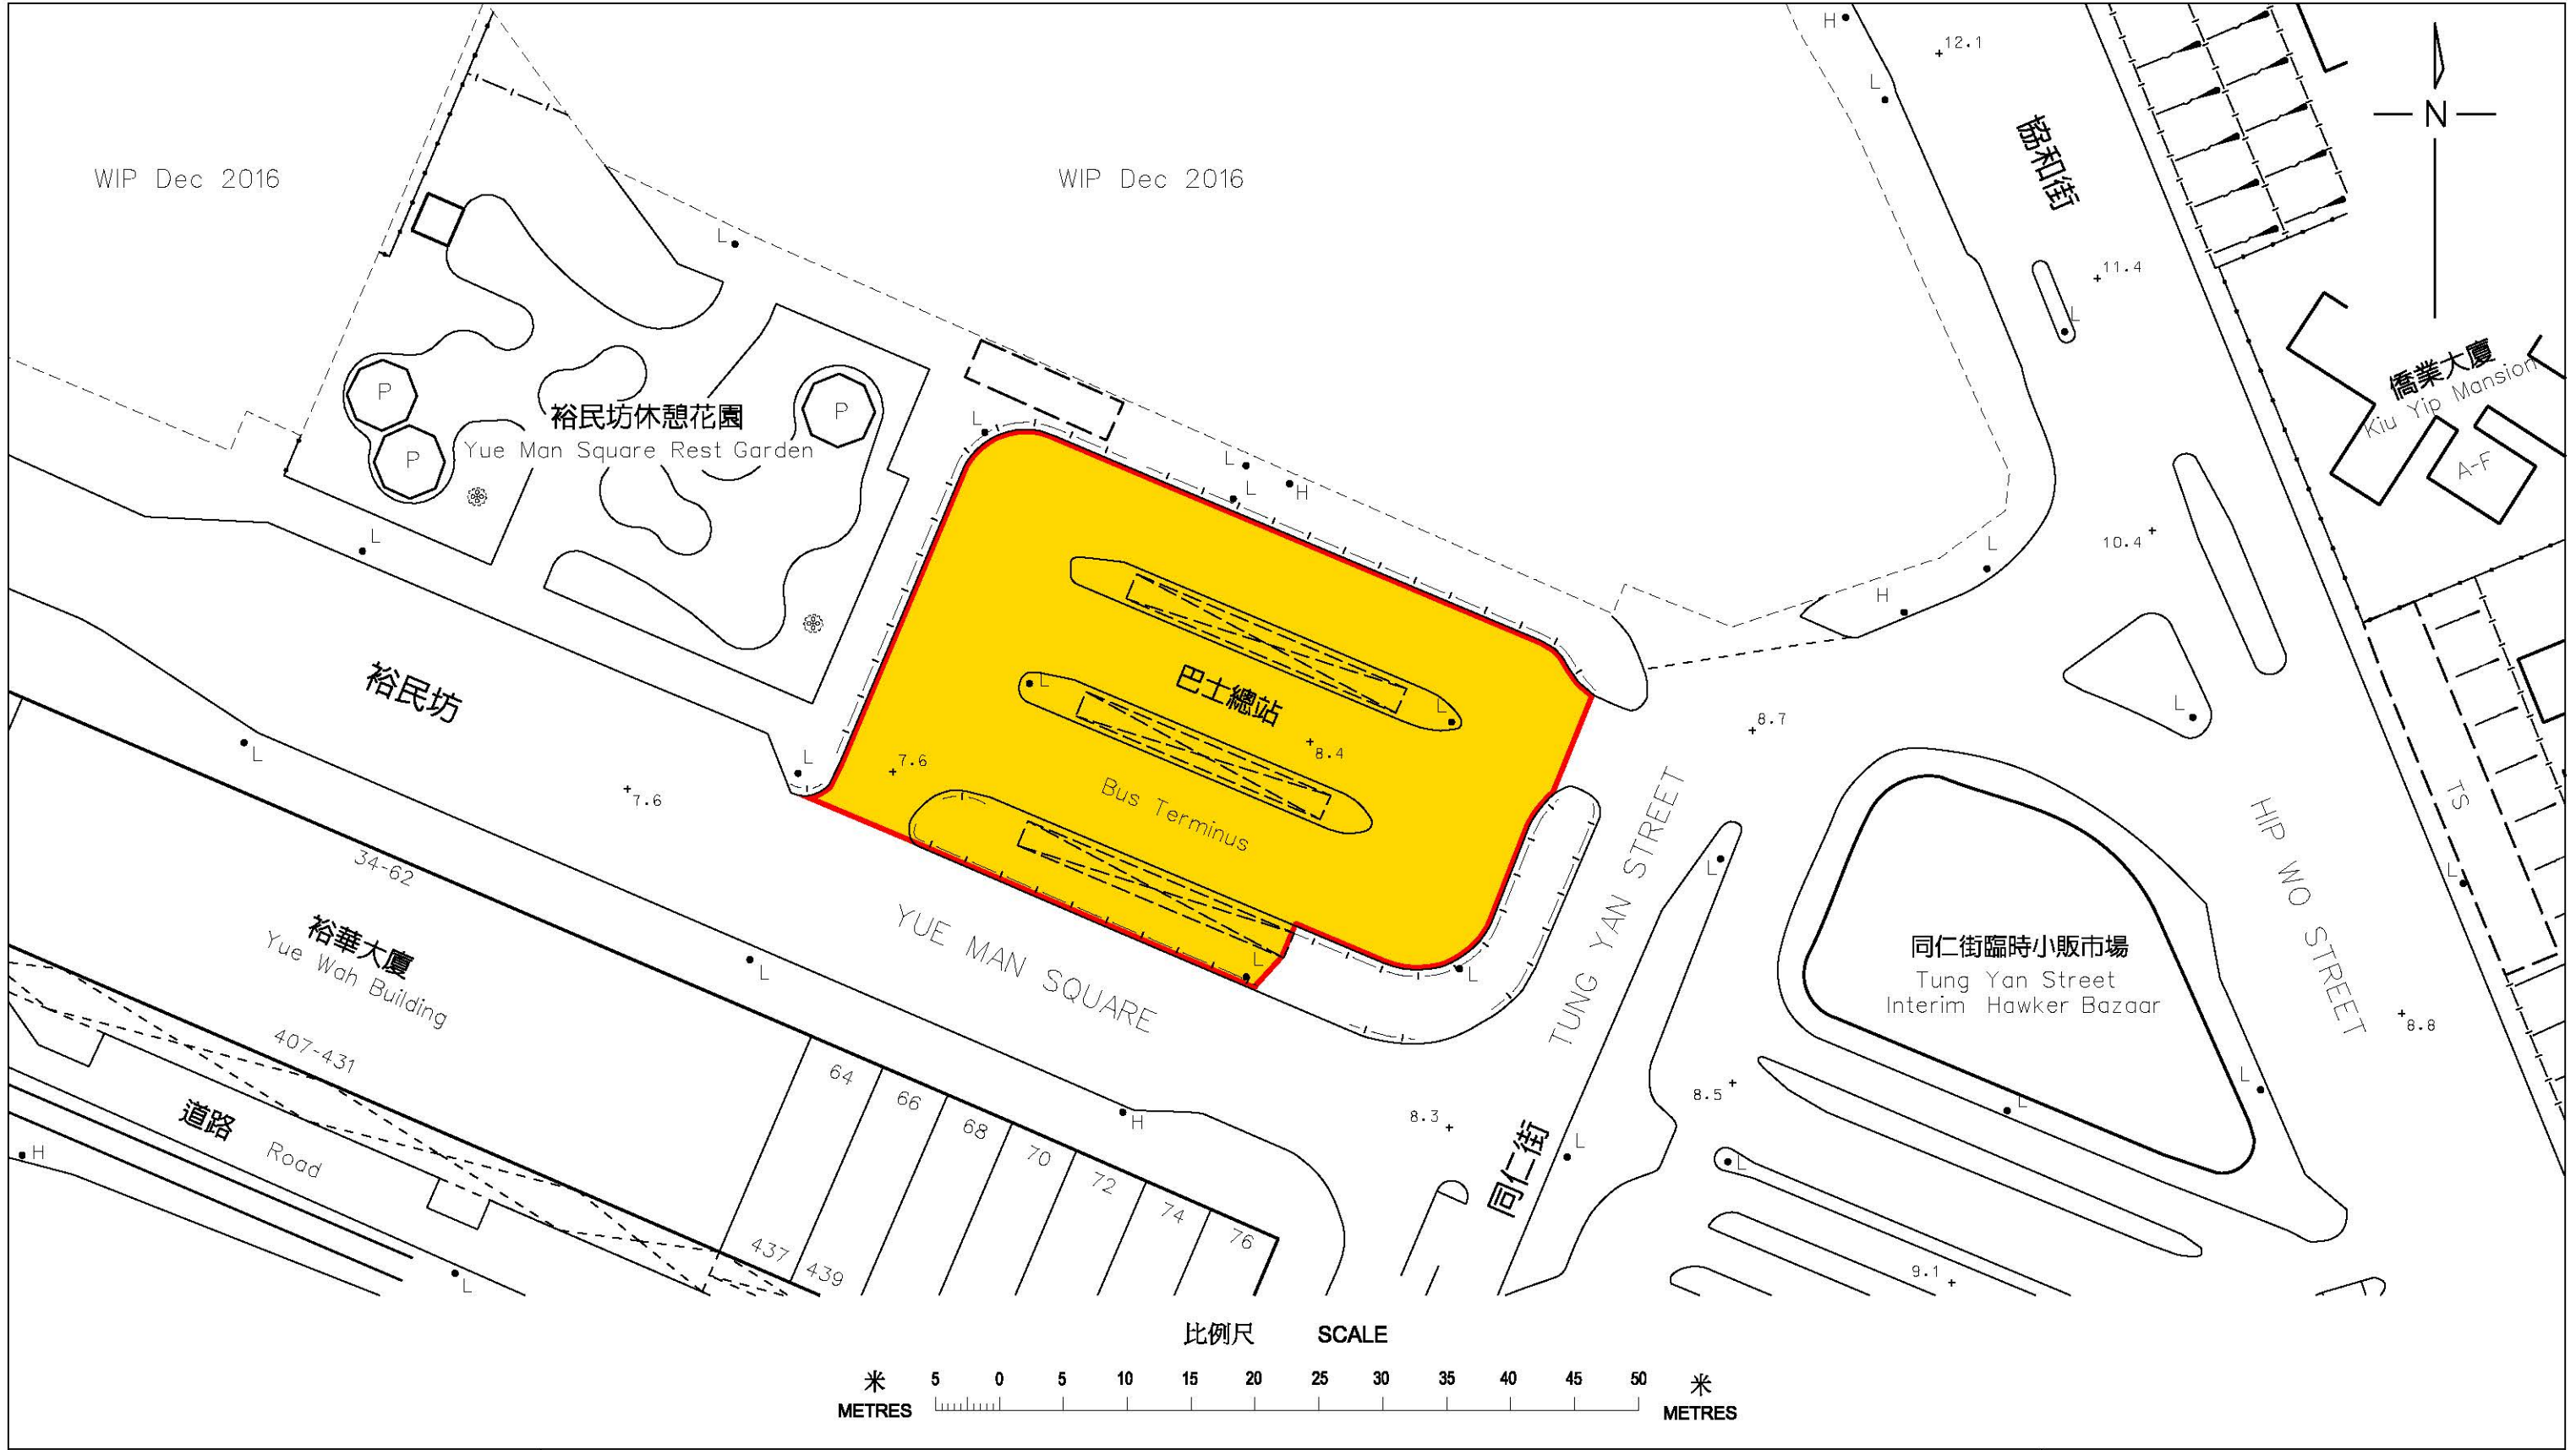 H
+12.1
L
協和街
N
WIP Dec 2016
WIP Dec 2016
L
+11.4
L
僑業大廈
Kiu Yip Mansion
A-F
P
P
P
裕民坊休憩花園
Yue Man Square Rest Garden
L
L
L
H
L
10.4+
L
H
裕民坊
巴士總站
Bus Terminus
L
L
+8.4
+7.6
L
L
+7.6
+8.7
L
TUNG YAN STREET
同仁街
L
TS
L
HIP WO STREET
+8.8
34-62
裕華大廈
Yue Wah Building
407-431
YUE MAN SQUARE
L
L
L
同仁街臨時小販市場
Tung Yan Street
Interim Hawker Bazaar
道路
Road
H
64
66
68
70
72
74
76
437
439
H
L
8.3+
8.5+
L
L
L
L
9.1+
比例尺 SCALE
米 5 0 5 10 15 20 25 30 35 40 45 50 米
METRES METRES